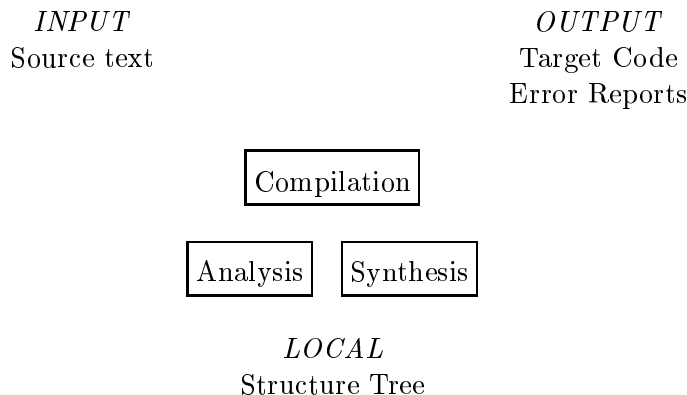 INPUT
Source text
OUTPUT
Target Code
Error Reports
Compilation
Analysis
Synthesis
LOCAL
Structure Tree